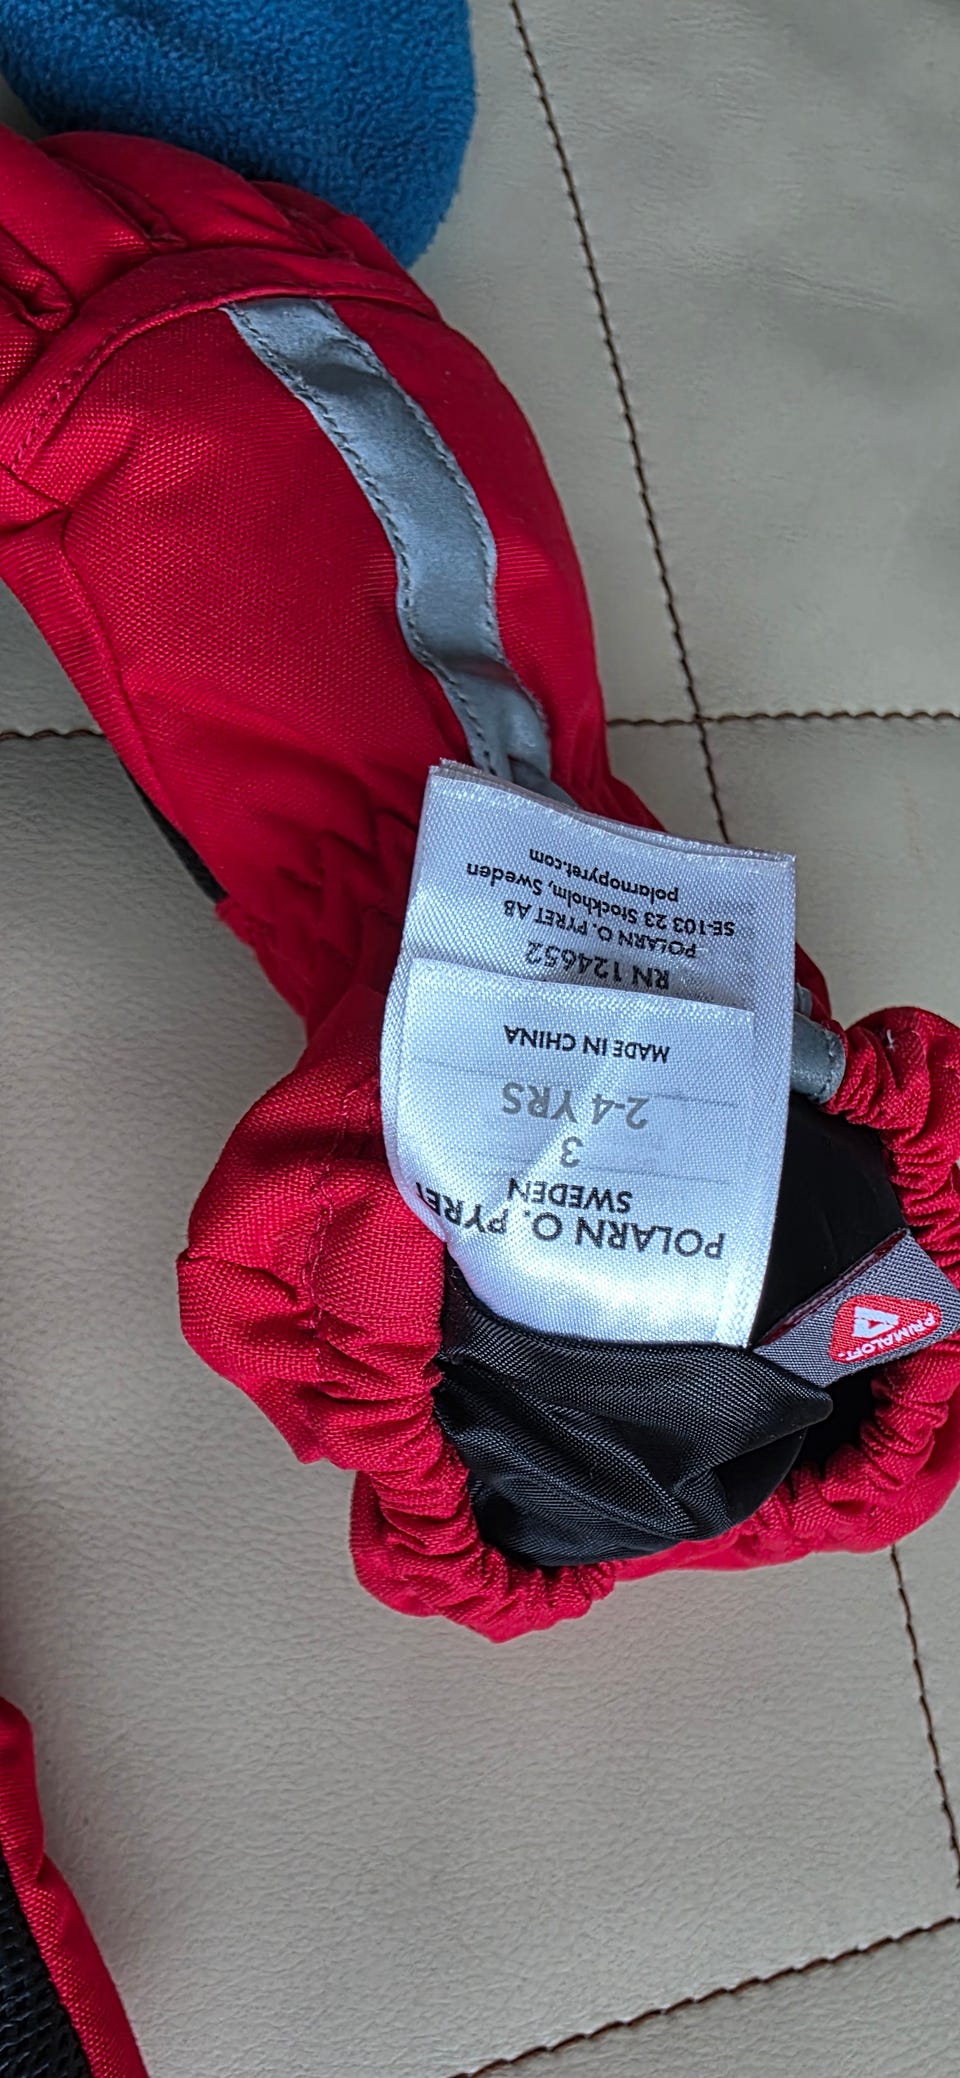 POLARN O. PYRET
SWEDEN
3
2-4 YRS
MADE IN CHINA
RN 124652
POLARN O. PYRET AB
SE-103 23 Stockholm, Sweden
polarnopyret.com
PRIMALOFT